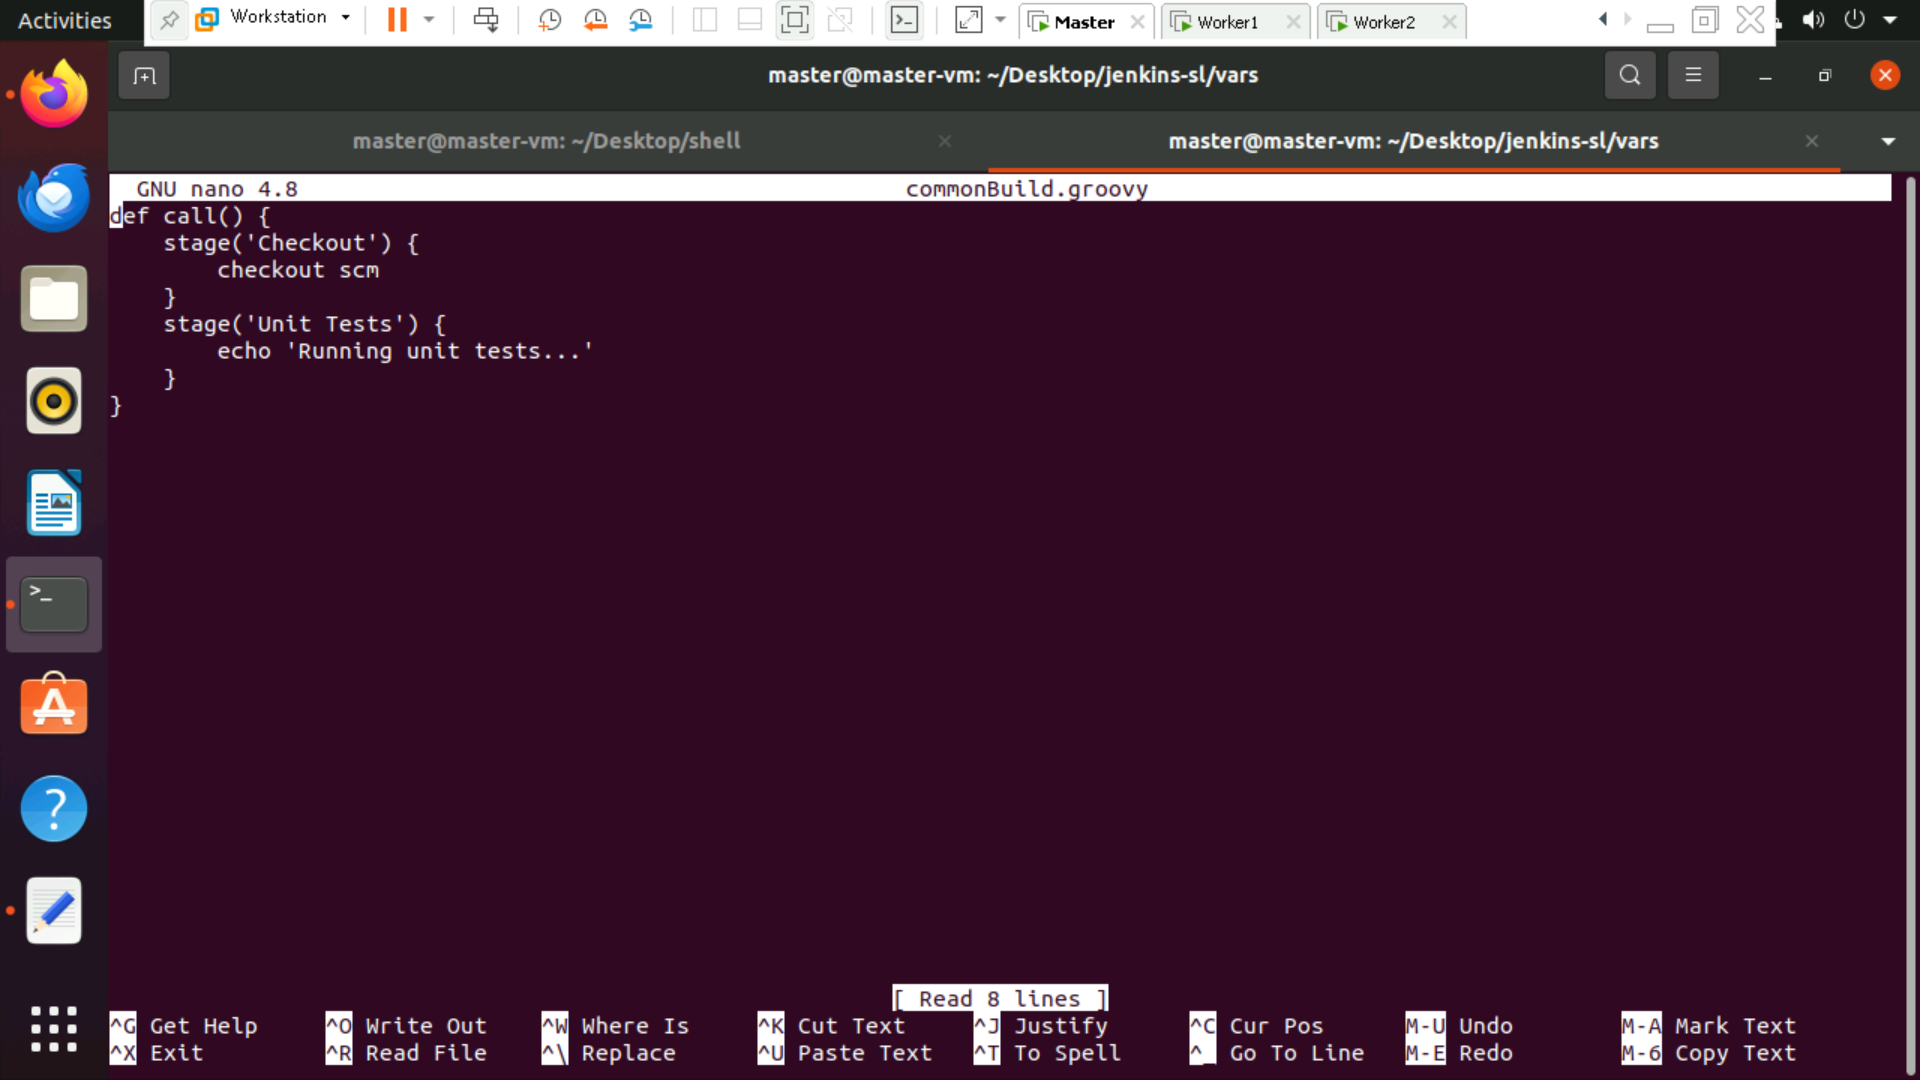 Activities
Workstation
Master
Worker1
Worker2
master@master-vm: ~/Desktop/jenkins-sl/vars
master@master-vm: ~/Desktop/shell
master@master-vm: ~/Desktop/jenkins-sl/vars
GNU nano 4.8 commonBuild.groovy
def call() {
    stage('Checkout') {
        checkout scm
    }
    stage('Unit Tests') {
        echo 'Running unit tests...'
    }
}
[ Read 8 lines ]
^G Get Help ^O Write Out ^W Where Is ^K Cut Text ^J Justify ^C Cur Pos M-U Undo M-A Mark Text
^X Exit ^R Read File ^\ Replace ^U Paste Text ^T To Spell ^_ Go To Line M-E Redo M-6 Copy Text